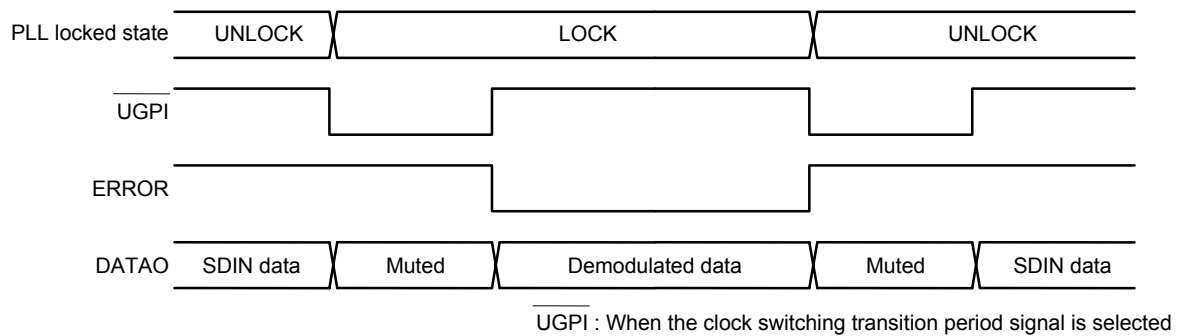 PLL locked state UNLOCK LOCK UNLOCK
UGPI
ERROR
DATAO SDIN data Muted Demodulated data Muted SDIN data
UGPI : When the clock switching transition period signal is selected